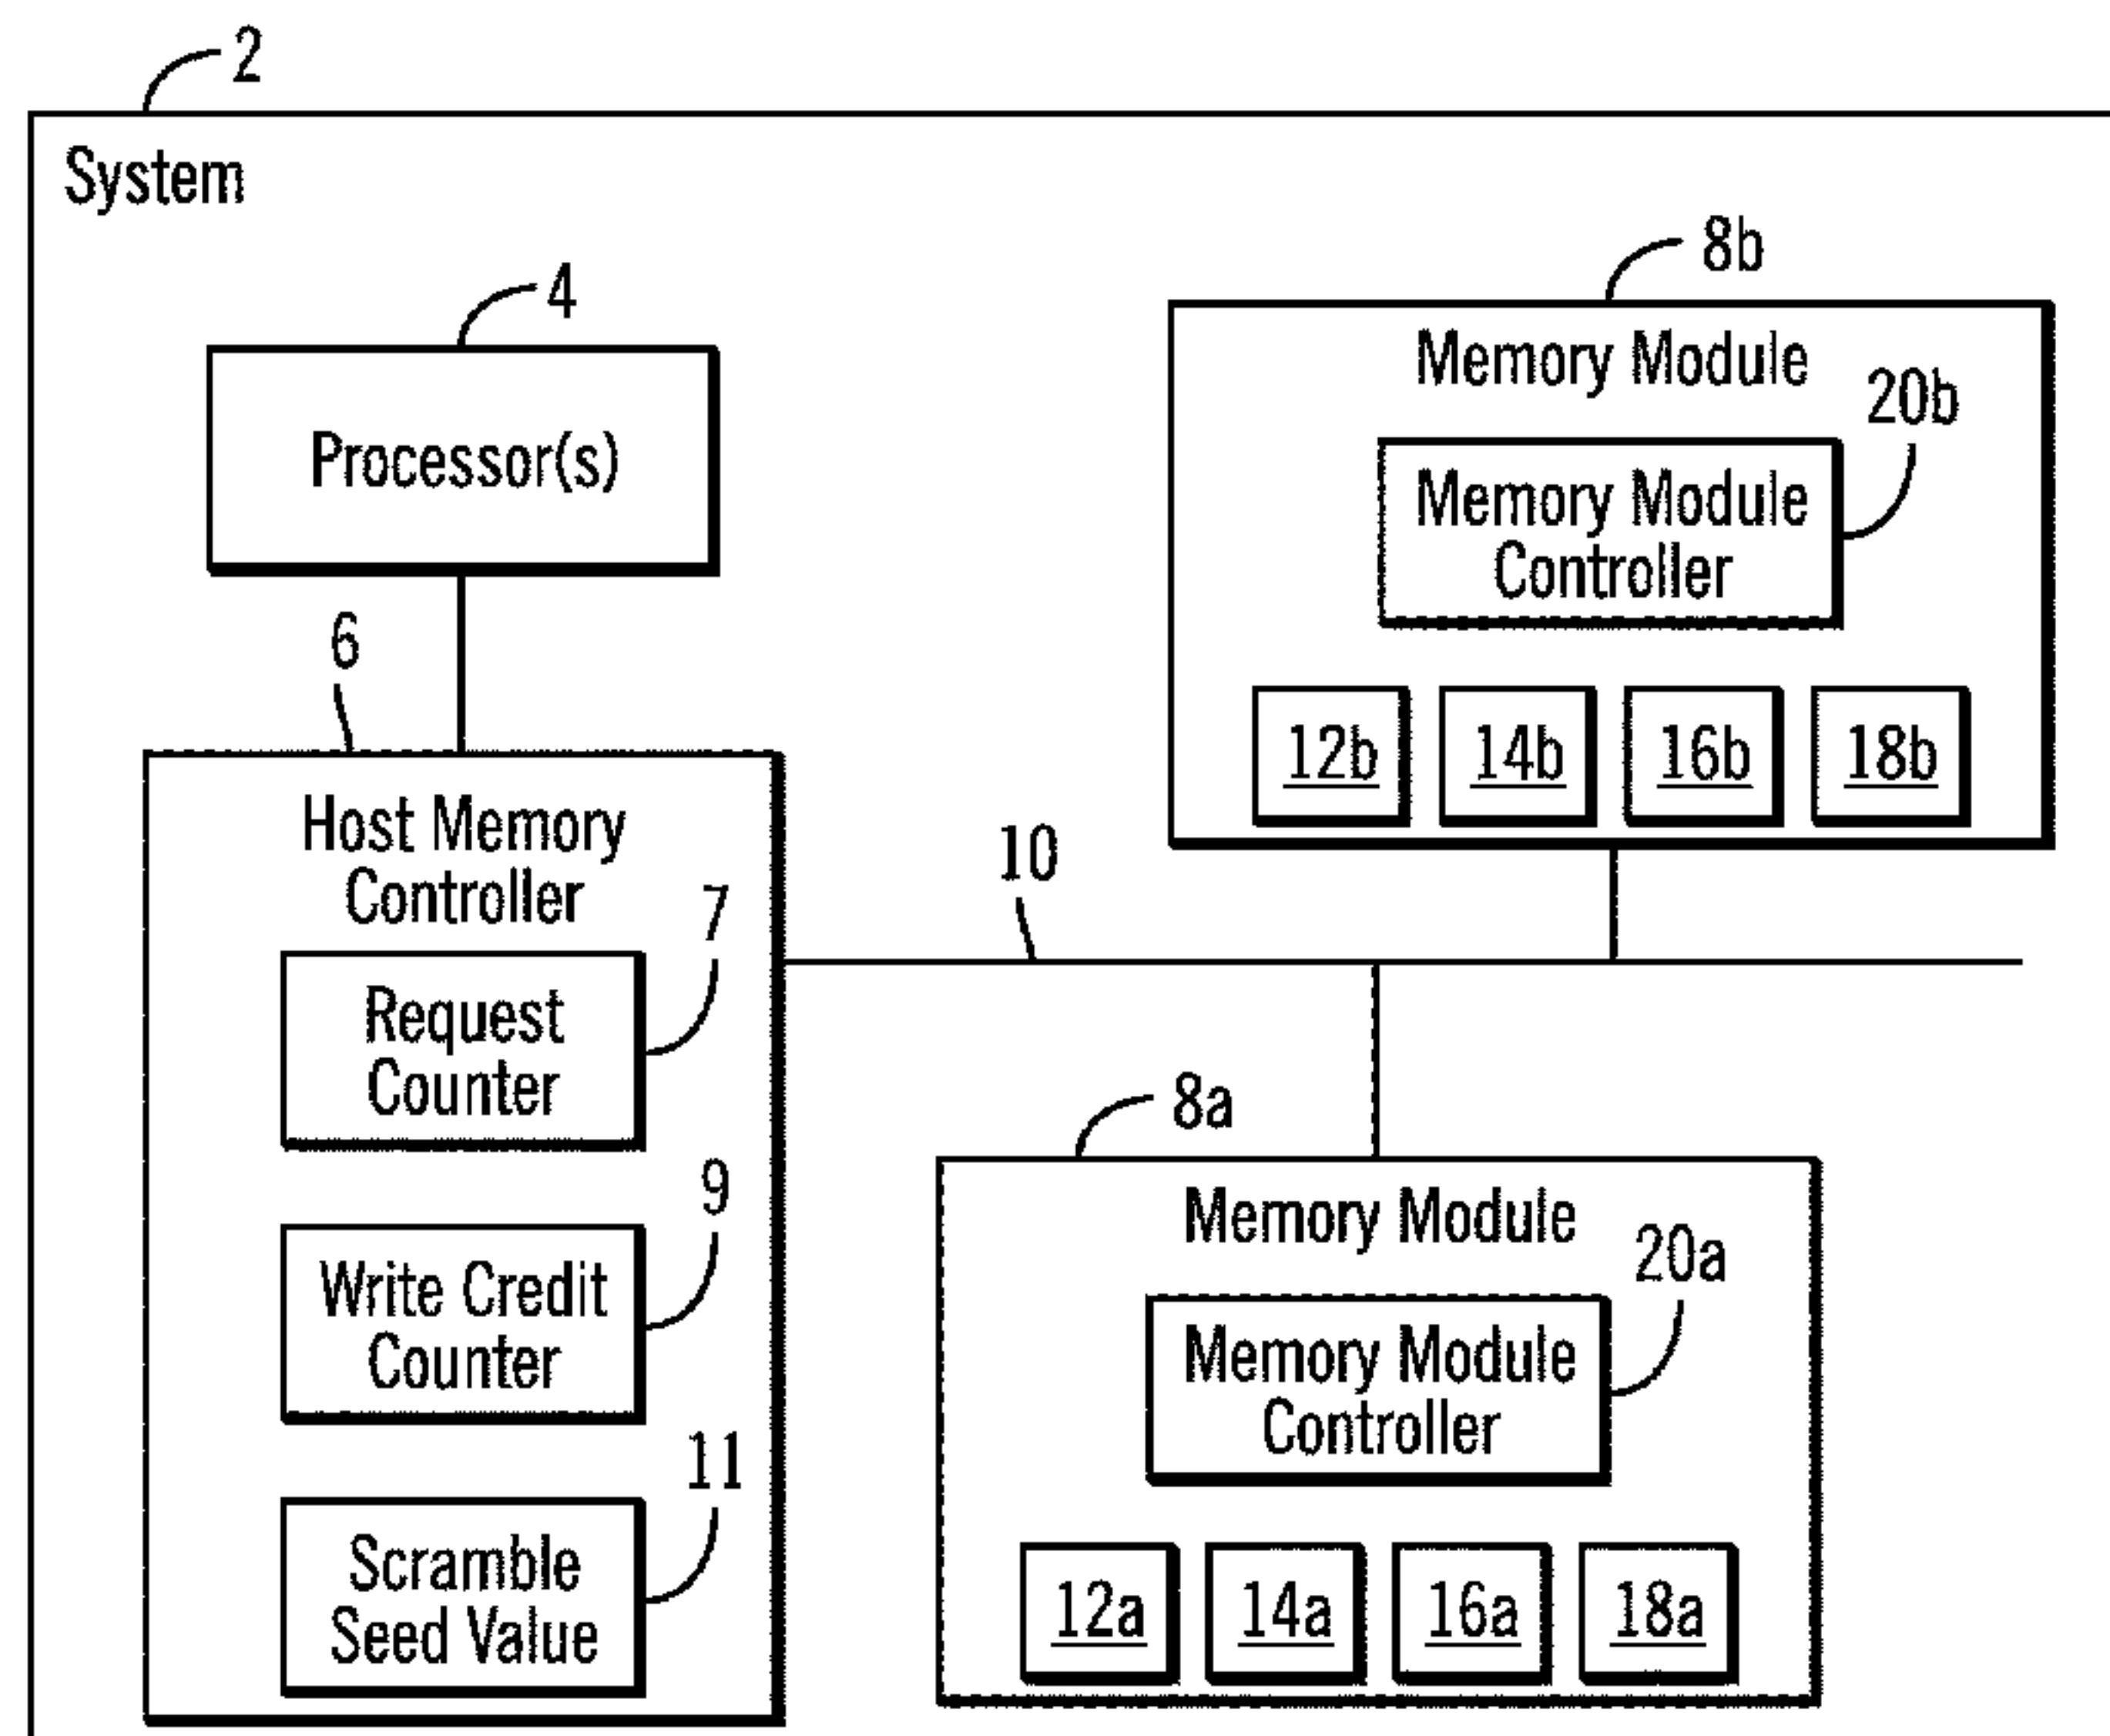 2
System
4
Processor(s)
8b
Memory Module
20b
Memory Module
Controller
12b 14b 16b 18b
6
Host Memory
Controller
7
Request
Counter
9
Write Credit
Counter
11
Scramble
Seed Value
10
8a
Memory Module
20a
Memory Module
Controller
12a 14a 16a 18a